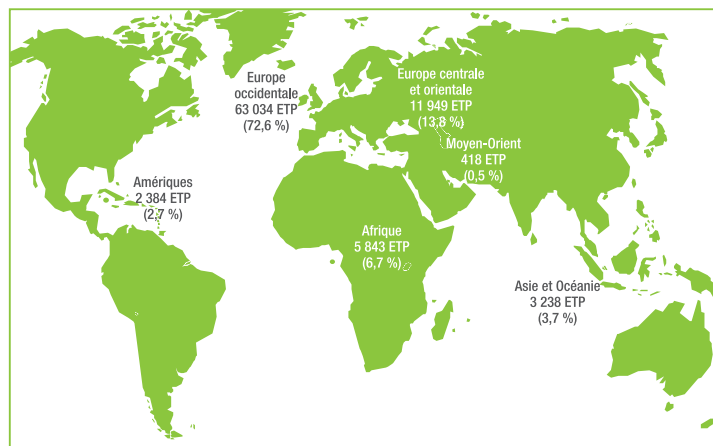 Europe
occidentale
63 034 ETP
(72,6 %)
Europe centrale
et orientale
11 949 ETP
(13,8 %)
Moyen-Orient
418 ETP
(0,5 %)
Amériques
2 384 ETP
(2,7 %)
Afrique
5 843 ETP
(6,7 %)
Asie et Océanie
3 238 ETP
(3,7 %)